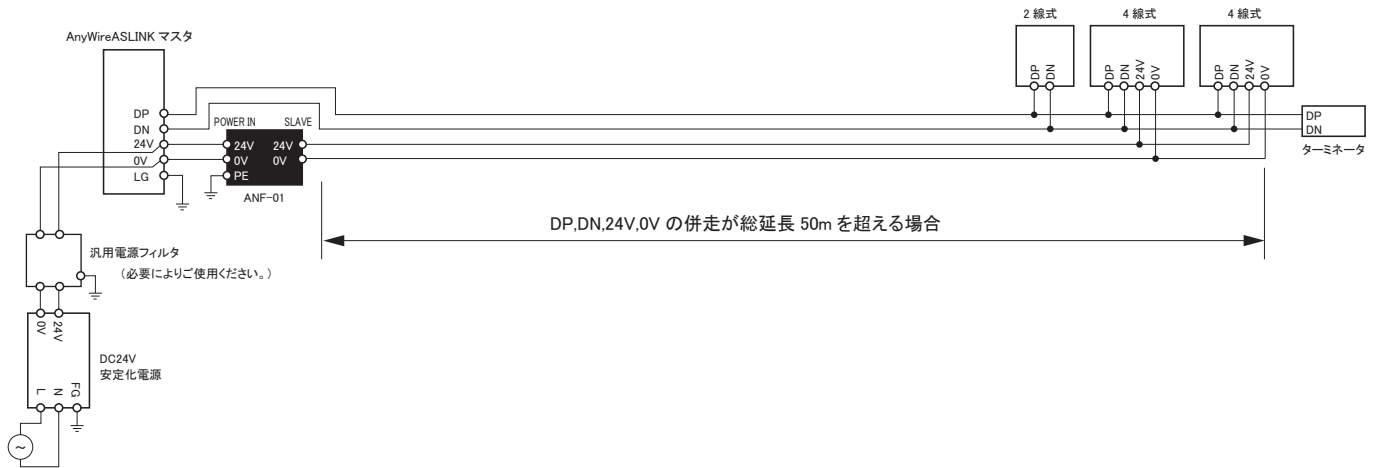 AnyWireASLINK マスタ
DP
DN
24V
0V
LG
POWER IN
SLAVE
24V
0V
PE
24V
0V
ANF-01
2 線式
DP
DN
4 線式
DP
DN
24V
0V
4 線式
DP
DN
24V
0V
DP
DN
ターミネータ
DP,DN,24V,0V の併走が総延長 50m を超える場合
汎用電源フィルタ
(必要によりご使用ください。)
0V
24V
DC24V
安定化電源
L
N
FG
~